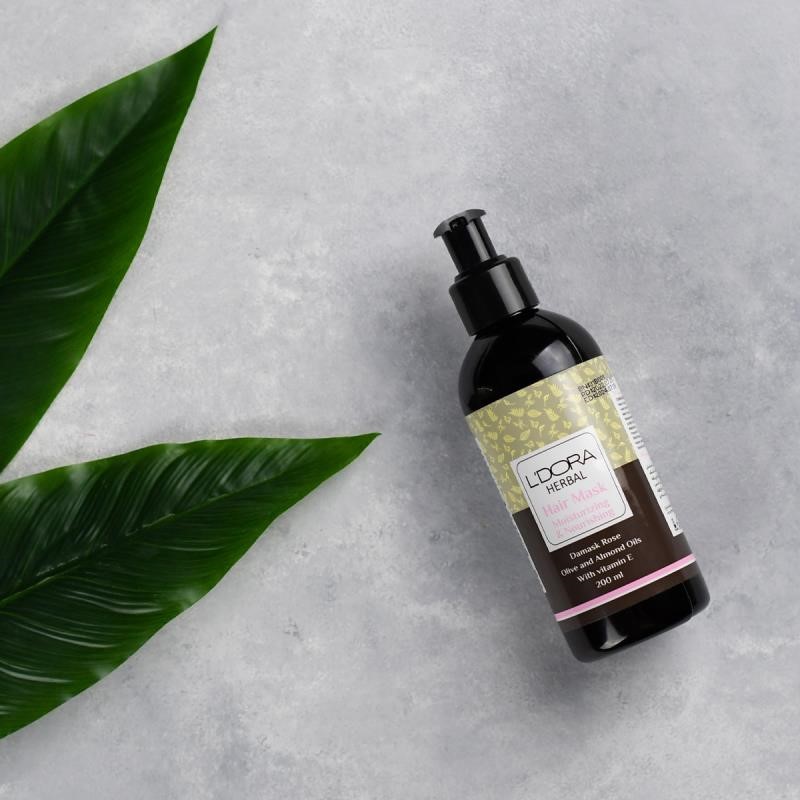 L'DORA
HERBAL
Hair Mask
Moisturizing
& Nourishing
Damask Rose
Olive and Almond Oils
With vitamin E
200 ml